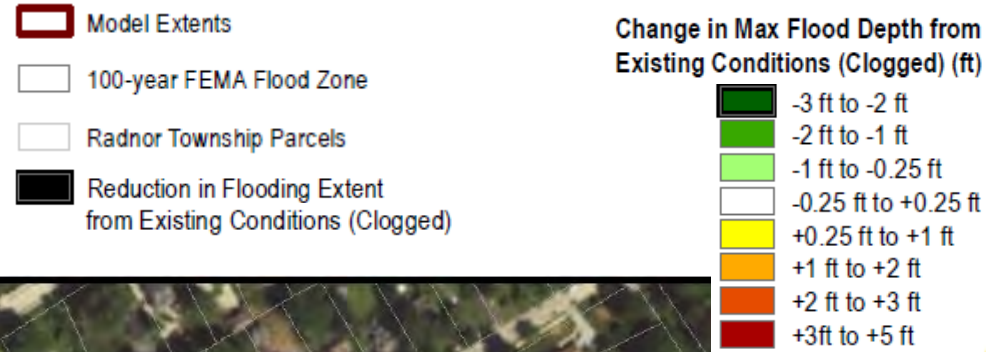 Model Extents
100-year FEMA Flood Zone
Radnor Township Parcels
Reduction in Flooding Extent
from Existing Conditions (Clogged)
Change in Max Flood Depth from
Existing Conditions (Clogged) (ft)
-3 ft to -2 ft
-2 ft to -1 ft
-1 ft to -0.25 ft
-0.25 ft to +0.25 ft
+0.25 ft to +1 ft
+1 ft to +2 ft
+2 ft to +3 ft
+3ft to +5 ft